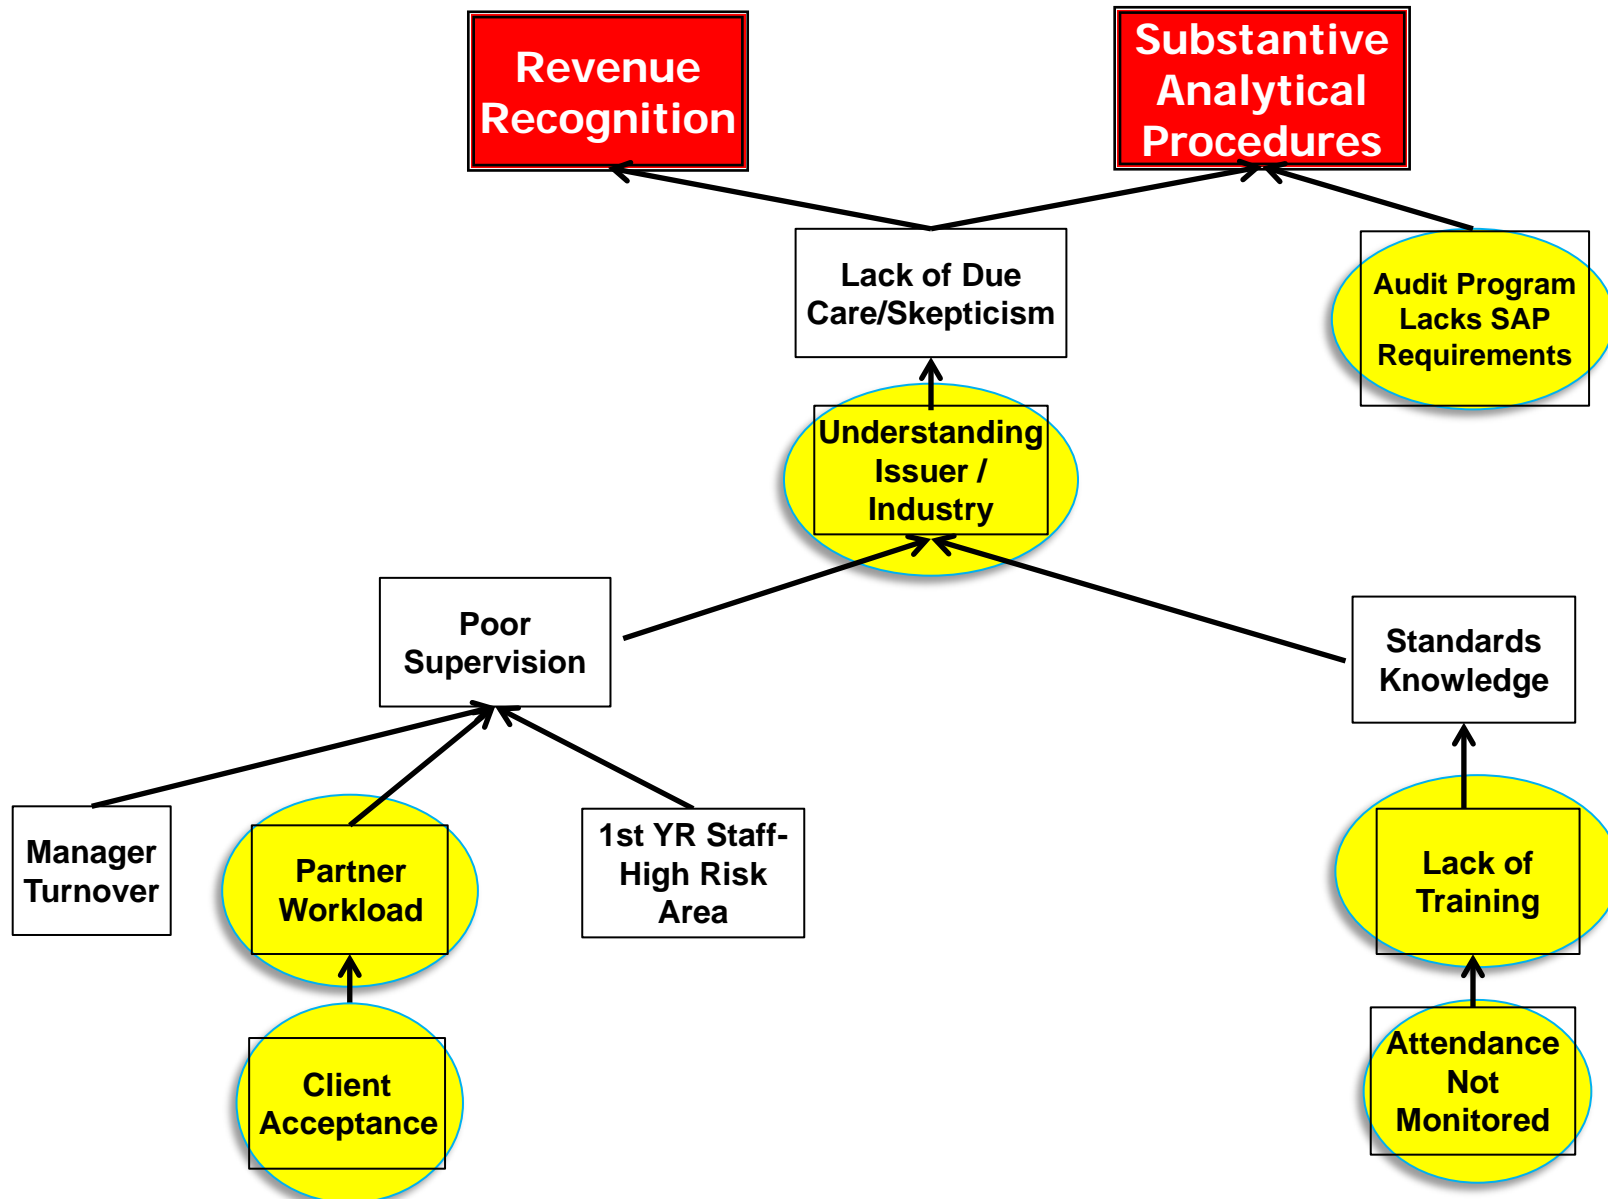 Revenue
Recognition
Substantive
Analytical
Procedures
Lack of Due
Care/Skepticism
Audit Program
Lacks SAP
Requirements
Understanding
Issuer /
Industry
Poor
Supervision
Standards
Knowledge
Manager
Turnover
Partner
Workload
1st YR Staff-
High Risk
Area
Lack of
Training
Client
Acceptance
Attendance
Not
Monitored